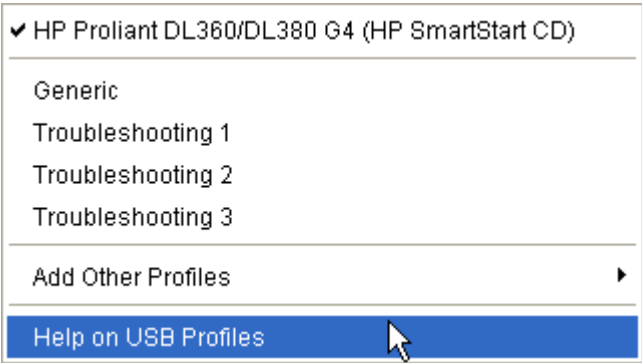 HP Proliant DL360/DL380 G4 (HP SmartStart CD)
Generic
Troubleshooting 1
Troubleshooting 2
Troubleshooting 3
Add Other Profiles
Help on USB Profiles